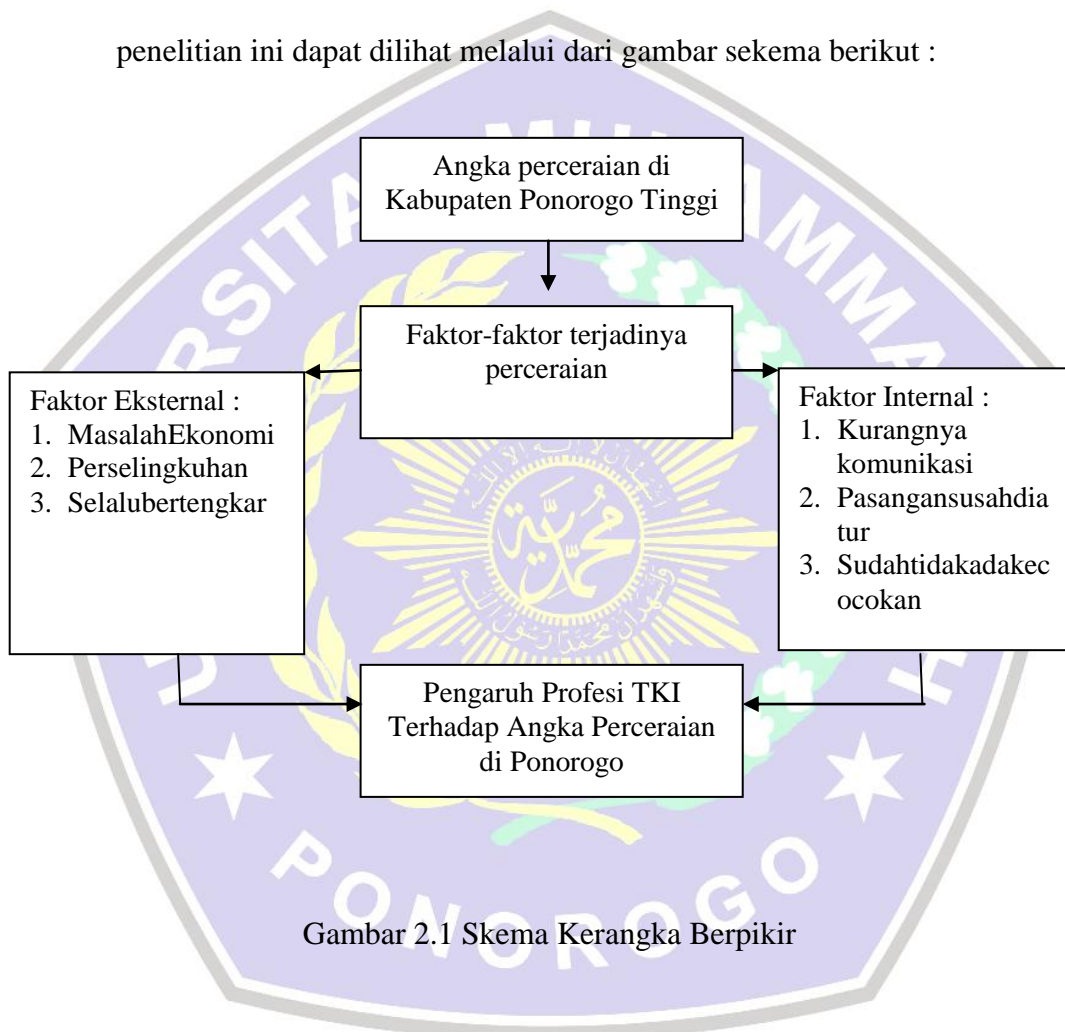 penelitian ini dapat dilihat melalui dari gambar sekema berikut :
Angka perceraian di
Kabupaten Ponorogo Tinggi
Faktor-faktor terjadinya
perceraian
Faktor Eksternal :
1. MasalahEkonomi
2. Perselingkuhan
3. Selalubertengkar
Faktor Internal :
1. Kurangnya
komunikasi
2. Pasangansusahdia
tur
3. Sudahtidakadakec
ocokan
Pengaruh Profesi TKI
Terhadap Angka Perceraian
di Ponorogo
PONOROGO
Gambar 2.1 Skema Kerangka Berpikir